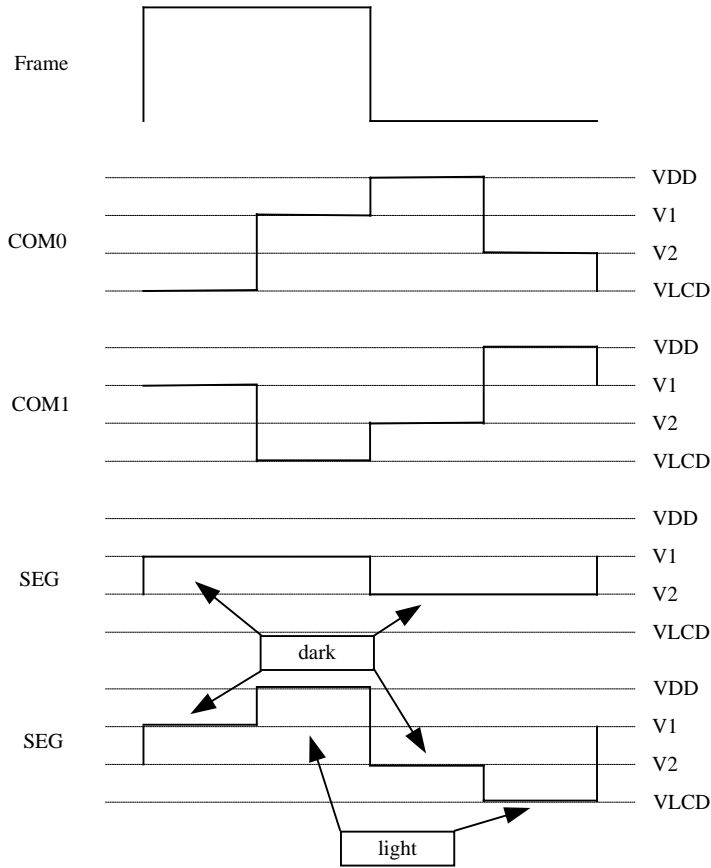 Frame
VDD
V1
COM0
V2
VLCD
VDD
V1
COM1
V2
VLCD
VDD
V1
SEG
V2
VLCD
dark
VDD
V1
SEG
V2
VLCD
light